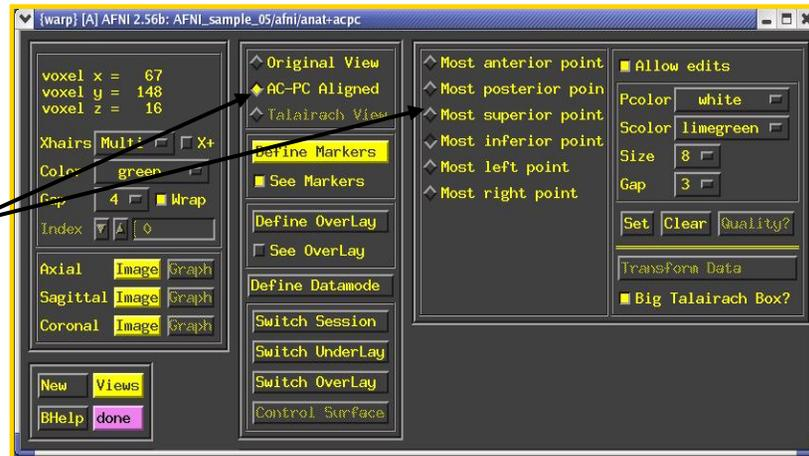 {warp} [A] AFNI 2.56b: AFNI_sample_05/afni/anat+acpc
voxel x = 67
voxel y = 148
voxel z = 16
Xhairs Multi X+
Color green
Gap 4 Wrap
Index 0
Axial Image Graph
Sagittal Image Graph
Coronal Image Graph
New Views
BHelp done
Original View
AC-PC Aligned
Talairach View
Define Markers
See Markers
Define OverLay
See OverLay
Define Datamode
Switch Session
Switch UnderLay
Switch OverLay
Control Surface
Most anterior point
Most posterior poin
Most superior point
Most inferior point
Most left point
Most right point
Allow edits
Pcolor white
Scolor limegreen
Size 8
Gap 3
Set Clear Quality?
Transform Data
Big Talairach Box?